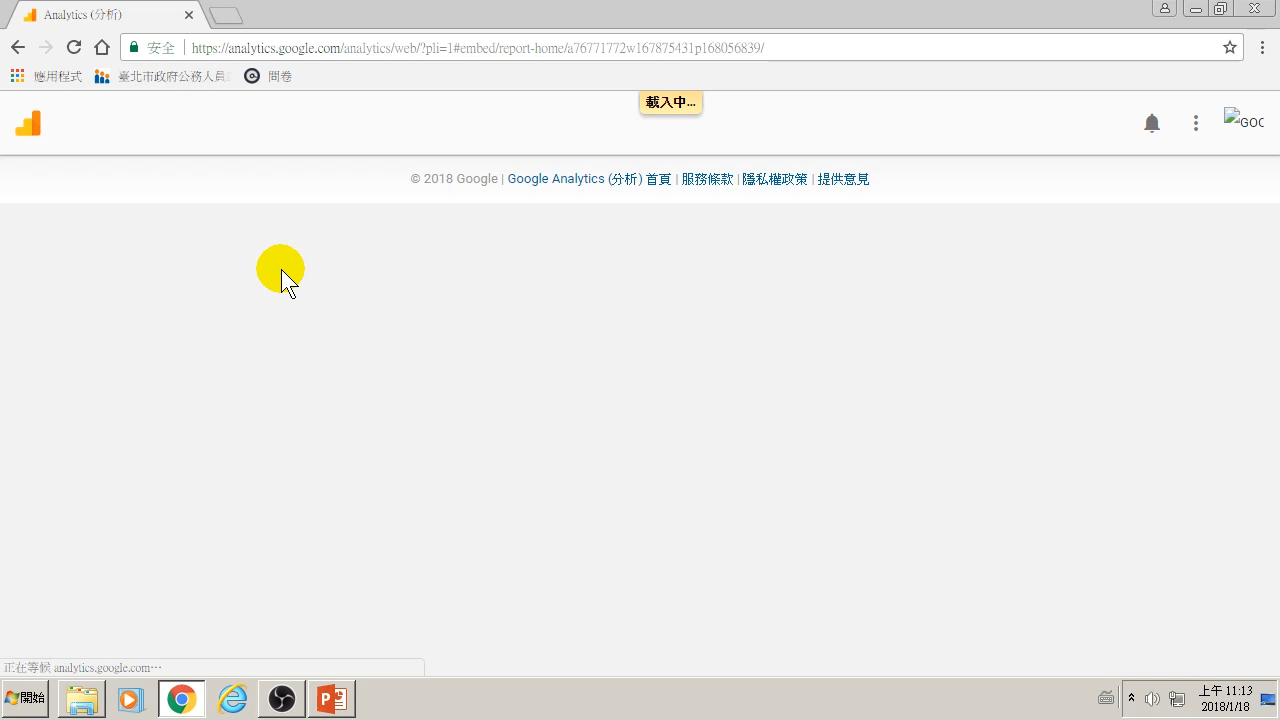 Analytics (分析)
安全 https://analytics.google.com/analytics/web/?pli=1#embed/report-home/a76771772w167875431p168056839/
應用程式 臺北市政府公務人員 問卷
載入中...
GOO
© 2018 Google | Google Analytics (分析) 首頁 | 服務條款 | 隱私權政策 | 提供意見
正在等候 analytics.google.com…
開始
上午 11:13
2018/1/18